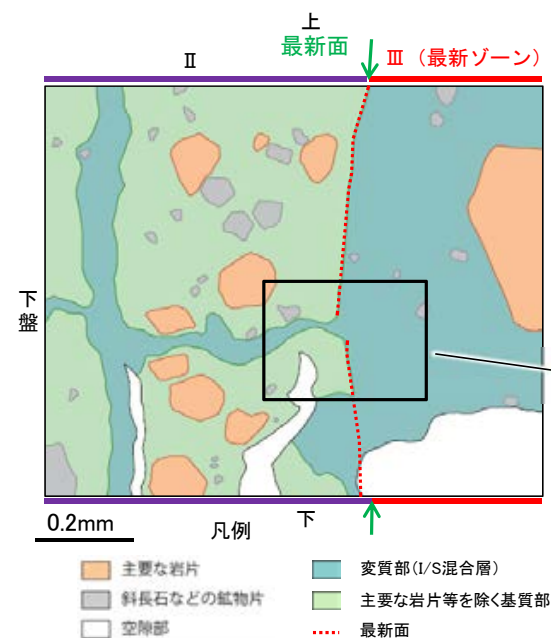 上
最新面
Ⅱ
Ⅲ（最新ゾーン）
下盤
0.2mm
凡例
下
主要な岩片
変質部(I/S混合層)
斜長石などの鉱物片
主要な岩片等を除く基質部
空隙部
最新面